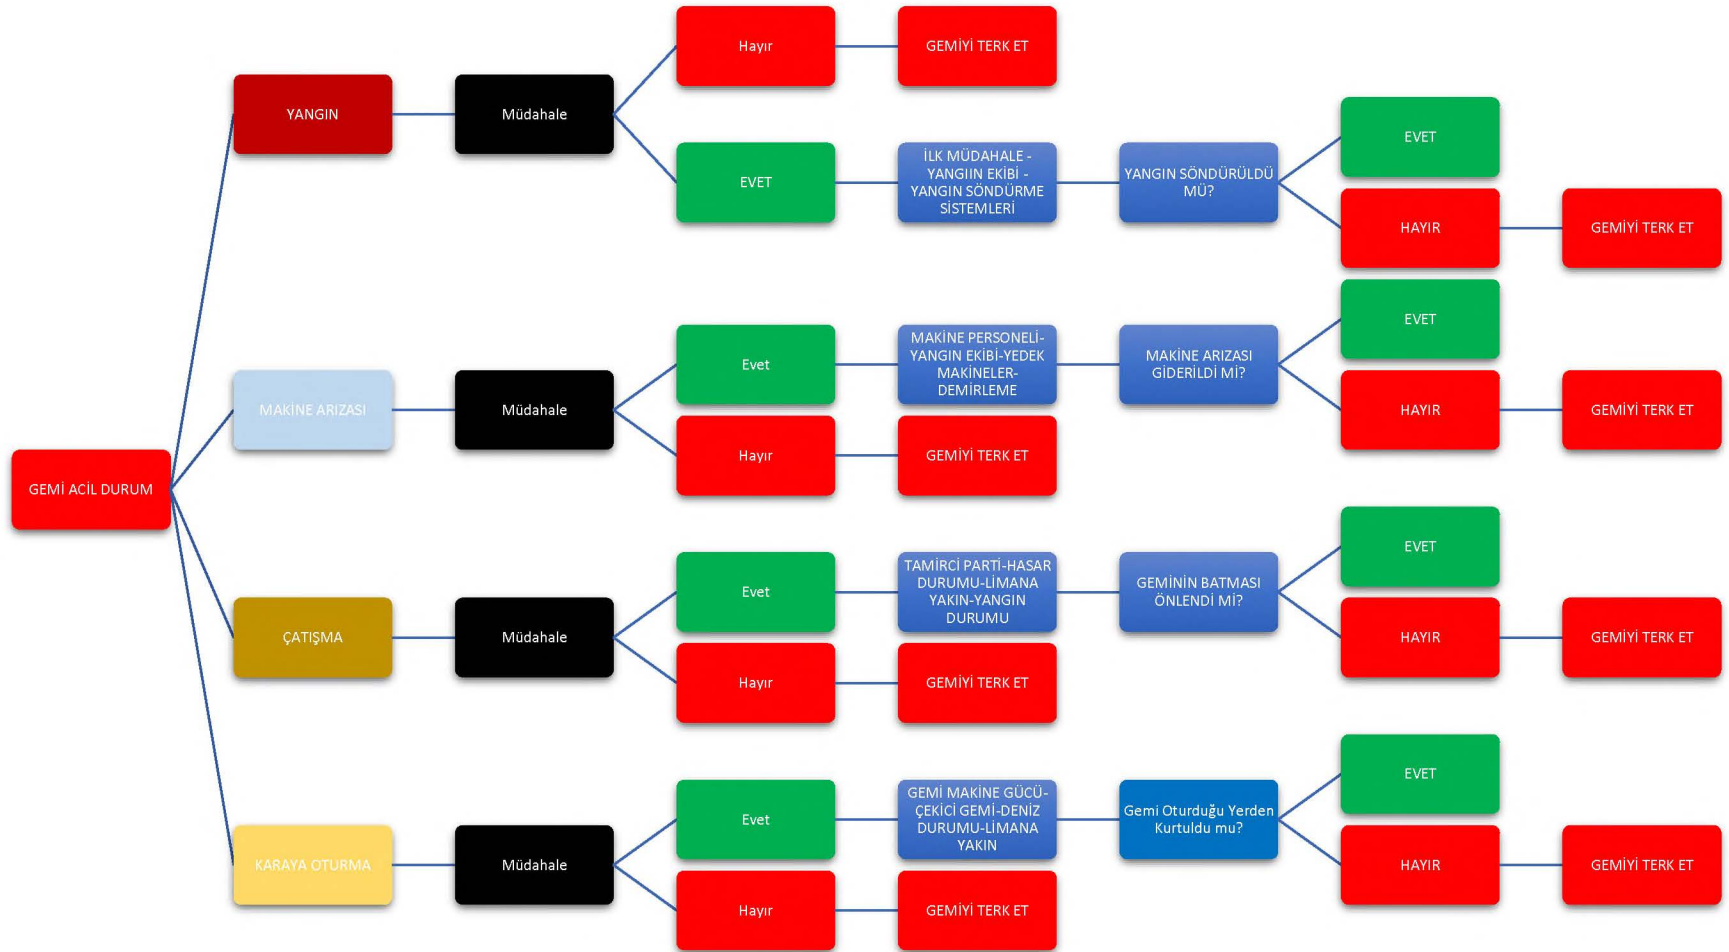 GEMİ ACİL DURUM
YANGIN
Müdahale
Hayır
GEMİYİ TERK ET
EVET
İLK MÜDAHALE -
YANGIIN EKİBİ -
YANGIN SÖNDÜRME
SİSTEMLERİ
YANGIN SÖNDÜRÜLDÜ
MÜ?
EVET
HAYIR
GEMİYİ TERK ET
MAKİNE ARIZASI
Müdahale
Evet
MAKİNE PERSONELİ-
YANGIN EKİBİ-YEDEK
MAKİNELER-
DEMİRLEME
MAKİNE ARIZASI
GİDERİLDİ Mİ?
EVET
HAYIR
GEMİYİ TERK ET
Hayır
GEMİYİ TERK ET
ÇATIŞMA
Müdahale
Evet
TAMİRCİ PARTİ-HASAR
DURUMU-LİMANA
YAKIN-YANGIN
DURUMU
GEMİNİN BATMASI
ÖNLENDİ Mİ?
EVET
HAYIR
GEMİYİ TERK ET
Hayır
GEMİYİ TERK ET
KARAYA OTURMA
Müdahale
Evet
GEMİ MAKİNE GÜCÜ-
ÇEKİCİ GEMİ-DENİZ
DURUMU-LİMANA
YAKIN
Gemi Oturduğu Yerden
Kurtuldu mu?
EVET
HAYIR
GEMİYİ TERK ET
Hayır
GEMİYİ TERK ET